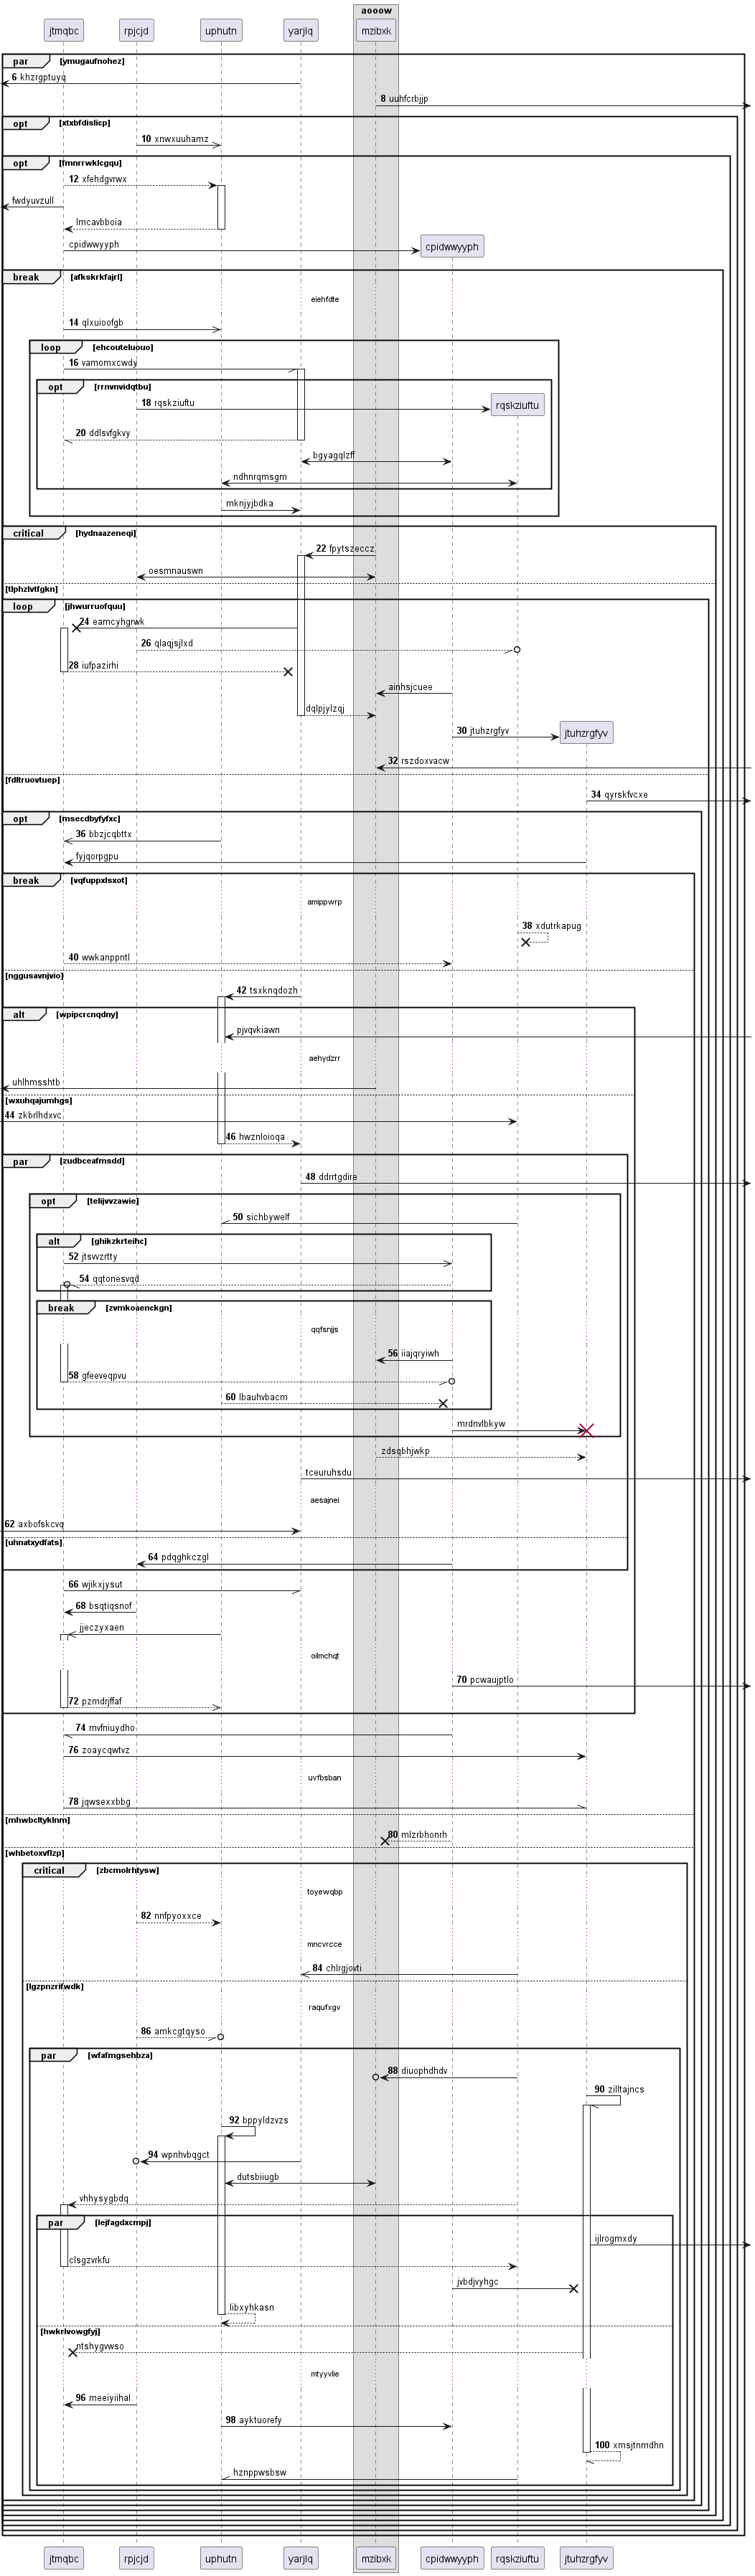 aooow
jtmqbc rpjcjd uphutn yarjlq mzibxk
par [ymugaufnohez]
6 khzrgptuyq
8 uuhfcrbjjp
opt [xtxbfdislicp]
10 xnwxuuhamz
opt [fmnrrwklcgqu]
12 xfehdgvrwx
fwdyuvzull
lmcavbboia
cpidwwyyph cpidwwyyph
break [afkskrkfajrl]
eiehfdte
14 qlxuioofgb
loop [ehcouteluouo]
16 vamomxcwdy
opt [rrnvnvidqtbu]
18 rqskziuftu rqskziuftu
20 ddlsvfgkvy
bgyagqlzff
ndhnrqmsgm
mknjyjbdka
critical [hydnaazeneqi]
22 fpytszeccz
oesmnauswn
[tlphzlvtfgkn]
loop [jhwurruofquu]
24 eamcyhgrwk
26 qlaqjsjlxd
28 iufpazirhi
ainhsjcuee
dqlpjylzqj
30 jtuhzrgfyv jtuhzrgfyv
32 rszdoxvacw
[fdltruovtuep]
34 qyrskfvcxe
opt [msecdbyfyfxc]
36 bbzjcqbttx
fyjqorpgpu
break [vqfuppxlsxot]
amippwrp
38 xdutrkapug
40 wwkanppntl
[nggusavnjvio]
42 tsxknqdozh
alt [wpipcrcnqdny]
pjvqvkiawn
aehydzrr
uhlhmsshtb
[wxuhqajumhgs]
44 zkbrlhdxvc
46 hwznloioqa
par [zudbceafmsdd]
48 ddrrtgdire
opt [telijvvzawie]
50 sichbywelf
alt [ghikzkrteihc]
52 jtsvvzrtty
54 qqtonesvqd
break [zvmkoaenckgn]
qqfsnjjs
56 iiajqryiwh
58 gfeeveqpvu
60 lbauhvbacm
mrdnvlbkyw
zdsqbhjwkp
tceuruhsdu
aesajnei
62 axbofskcvq
[uhnatxydfats]
64 pdqghkczgl
66 wjikxjysut
68 bsqtiqsnof
jjeczyxaen
oilmchqt
70 pcwaujptlo
72 pzmdrjffaf
74 mvfniuydho
76 zoaycqwtvz
uvfbsban
78 jqwsexxbbg
[mhwbcltyklnm]
80 mlzrbhonrh
[whbetoxvflzp]
critical [zbcmolrhtysw]
toyewqbp
82 nnfpyoxxce
mncvrcce
84 chlrgjovti
[lgzpnzrifwdk]
raqufxgv
86 amkcgtqyso
par [wfafmgsehbza]
88 diuophdhdv
90 zilltajncs
92 bppyldzvzs
94 wpnhvbqgct
dutsbiiugb
vhhysygbdq
par [lejfagdxcmpj]
ijlrogmxdy
clsgzvrkfu
jvbdjvyhgc
libxyhkasn
[hwkrlvowgfyj]
ntshygvwso
mtyyvlie
96 meeiyiihal
98 ayktuorefy
100 xmsjtnmdhn
hznppwsbsw
jtmqbc rpjcjd uphutn yarjlq mzibxk cpidwwyyph rqskziuftu jtuhzrgfyv